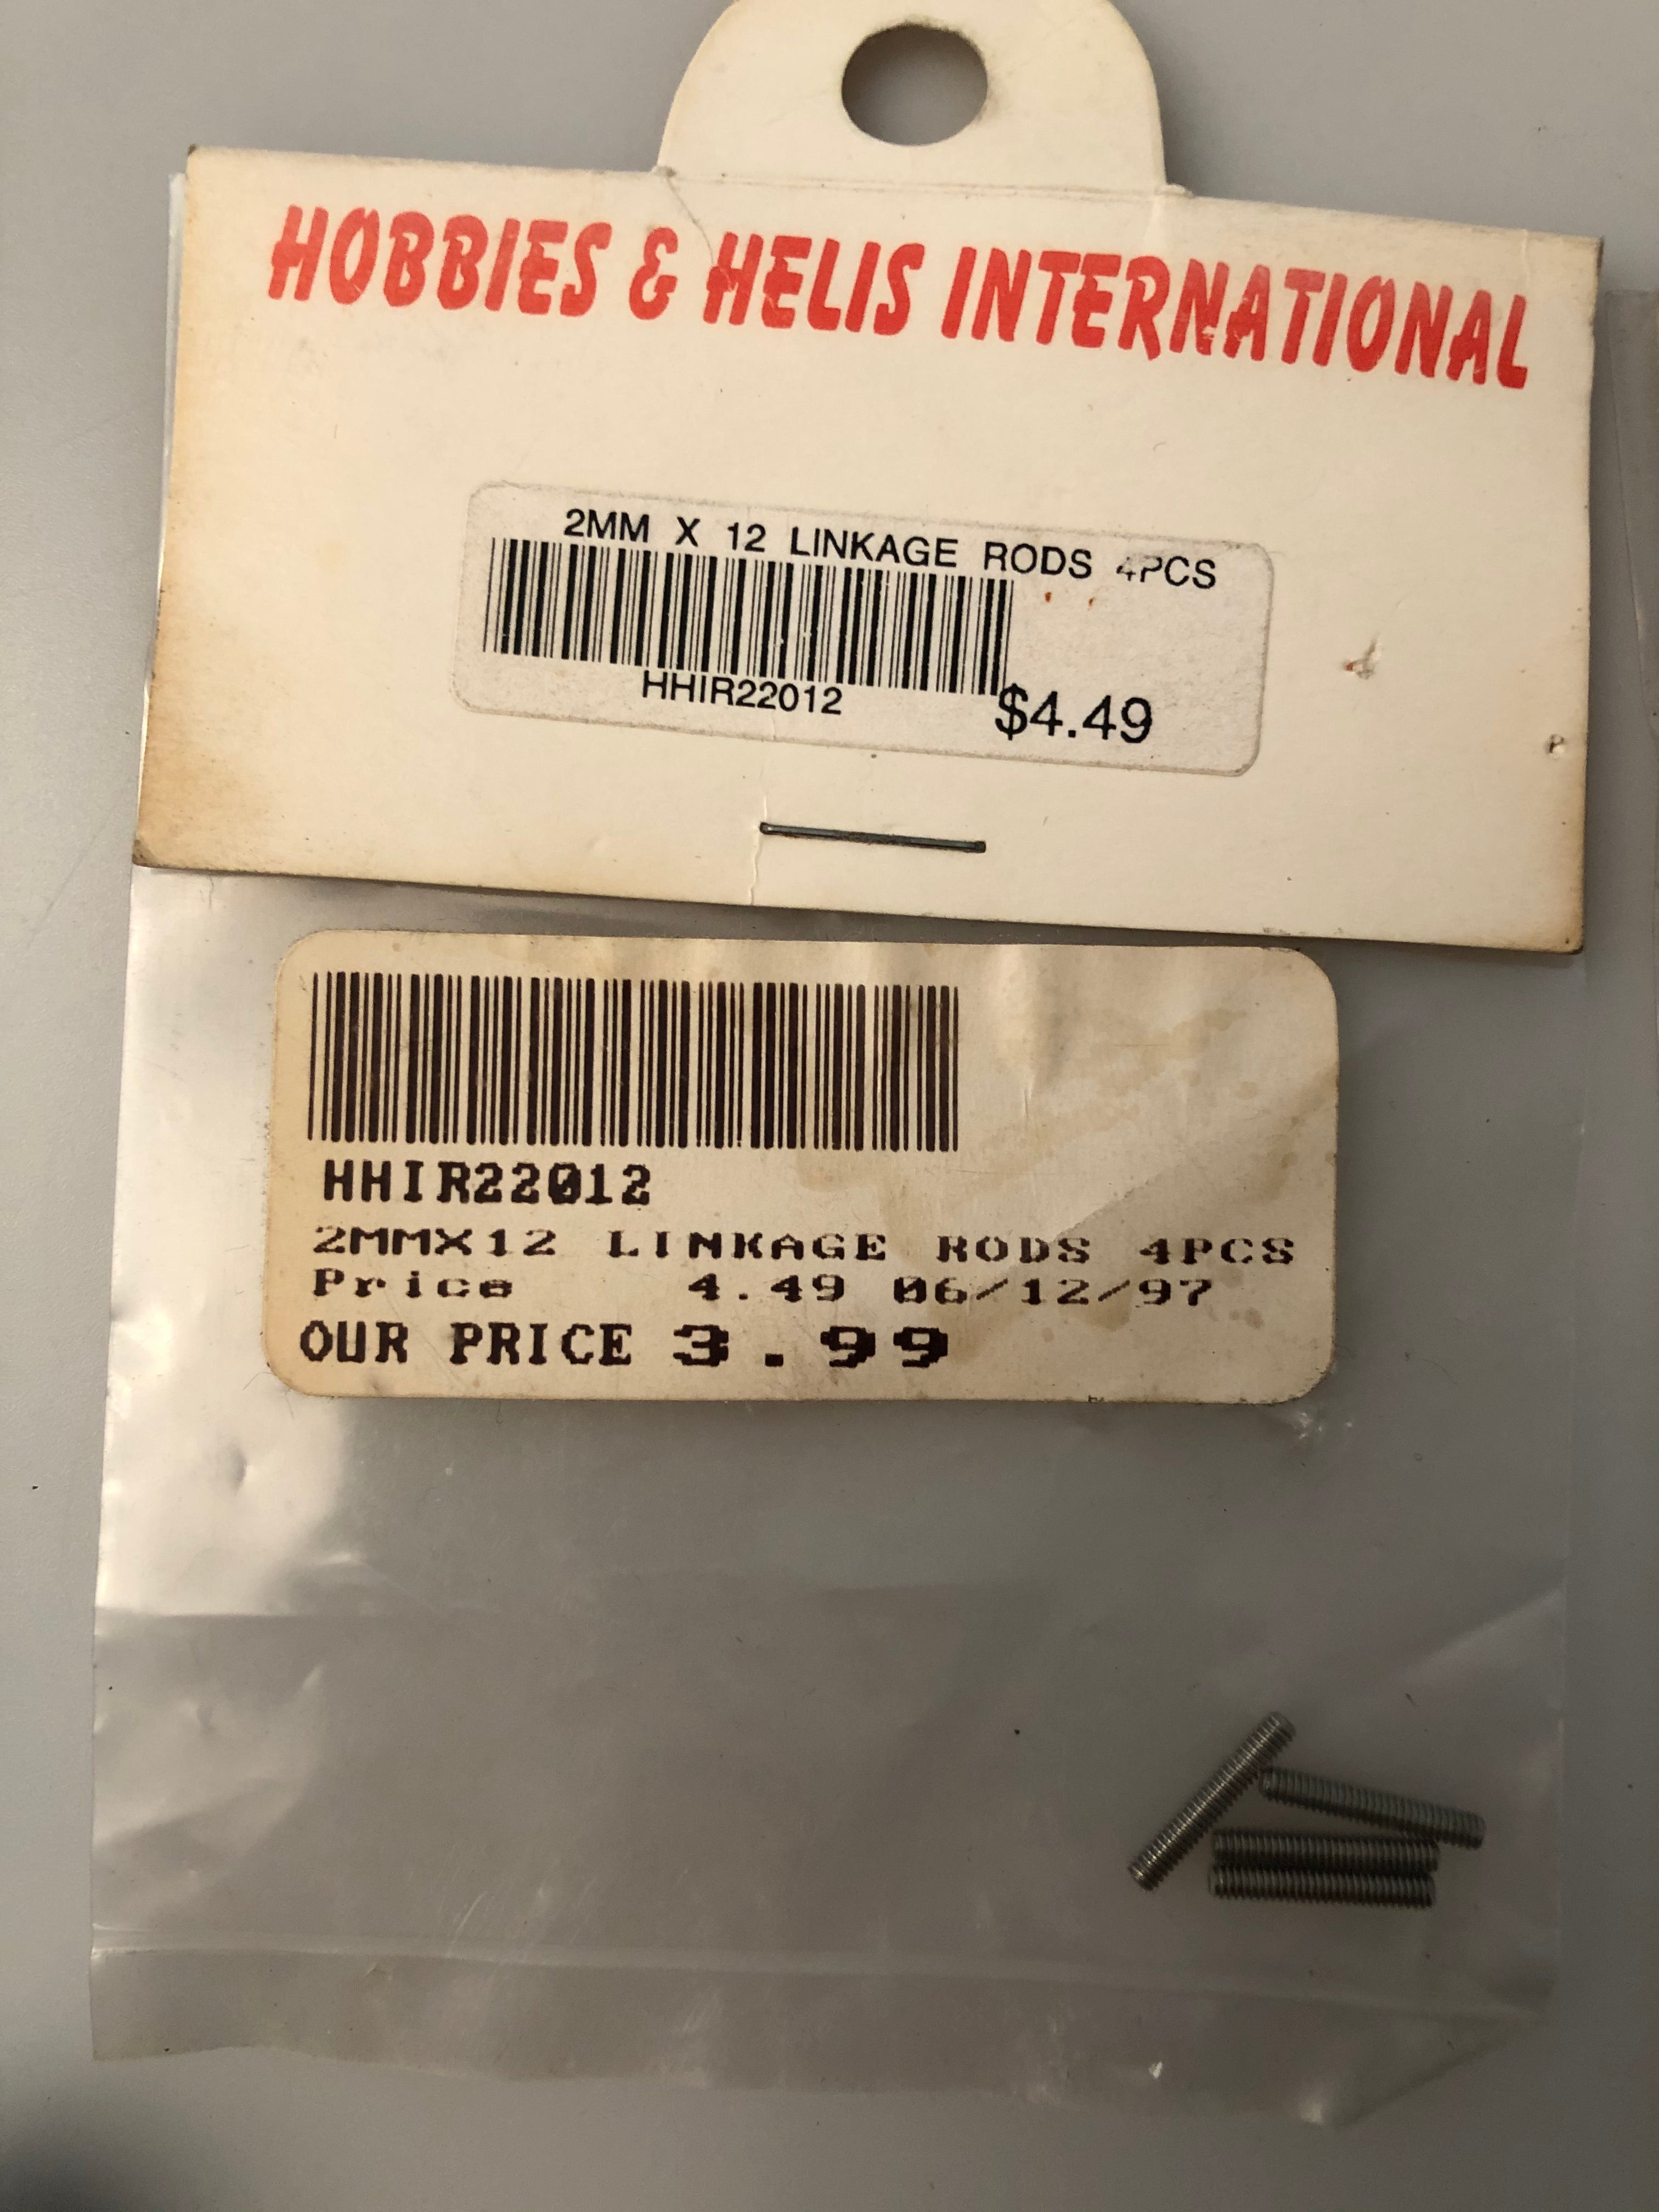 HOBBIES & HELIS INTERNATIONAL
2MM X 12 LINKAGE RODS 4PCS
HHIR22012
$4.49
HHIR22012
2MMX12 LINKAGE RODS 4PCS
Price 4.49 06/12/97
OUR PRICE 3.99